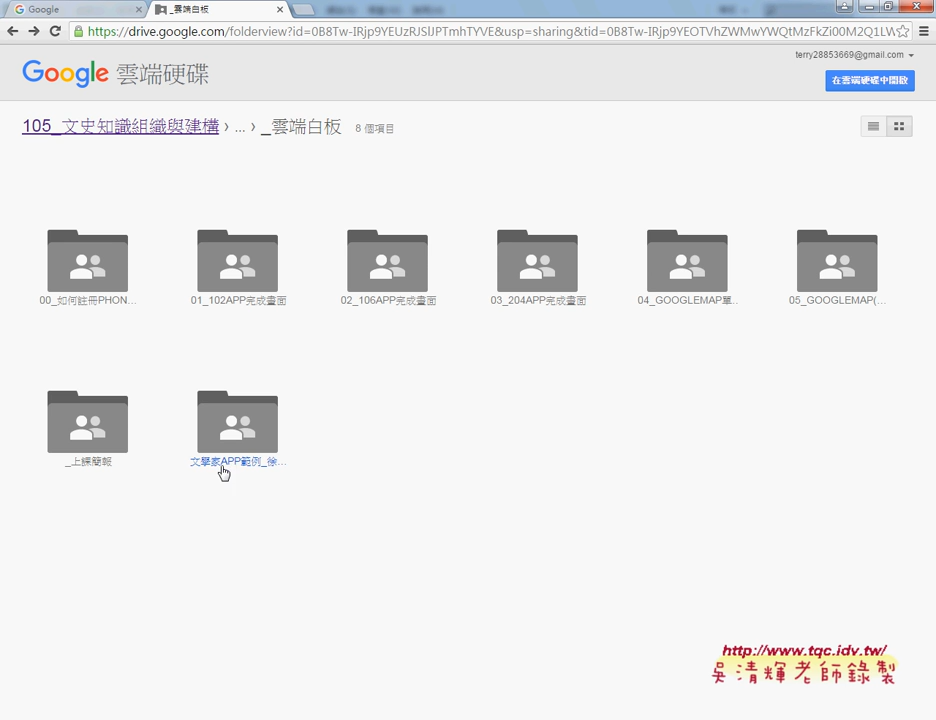 Google
_雲端白板
https://drive.google.com/folderview?id=0B8Tw-IRjp9YEUzRJSlJPTmhTYVE&usp=sharing&tid=0B8Tw-IRjp9YEOTVhZWMwYWQtMzFkZi00M2Q1LW
terry28853669@gmail.com
Google 雲端硬碟
在雲端硬碟中開啟
105_文史知識組織與建構 › ... › _雲端白板 8 個項目
00_如何註冊PHON...
01_102APP完成畫面
02_106APP完成畫面
03_204APP完成畫面
04_GOOGLEMAP單...
05_GOOGLEMAP(...
_上課簡報
文學家APP範例_徐...
http://www.tqc.idv.tw/
吳清輝老師錄製